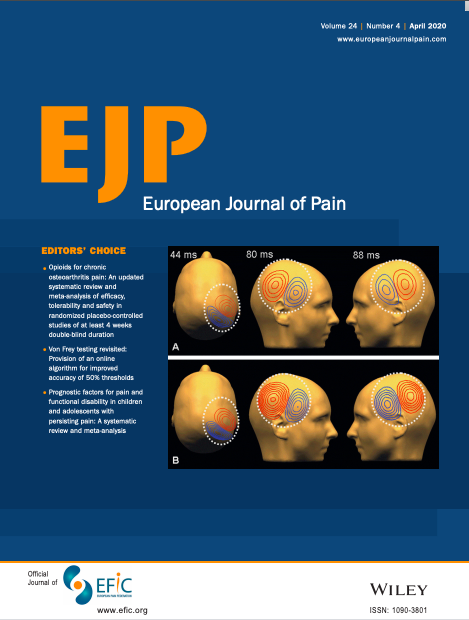 Volume 24 | Number 4 | April 2020
www.europeanjournalpain.com
EJP
European Journal of Pain
EDITORS' CHOICE
• Opioids for chronic
osteoarthritis pain: An updated
systematic review and
meta-analysis of efficacy,
tolerability and safety in
randomized placebo-controlled
studies of at least 4 weeks
double-blind duration
• Von Frey testing revisited:
Provision of an online
algorithm for improved
accuracy of 50% thresholds
• Prognostic factors for pain and
functional disability in children
and adolescents with
persisting pain: A systematic
review and meta-analysis
44 ms
80 ms
88 ms
A
B
Official
Journal of
EFIC
EUROPEAN PAIN FEDERATION
www.efic.org
WILEY
ISSN: 1090-3801